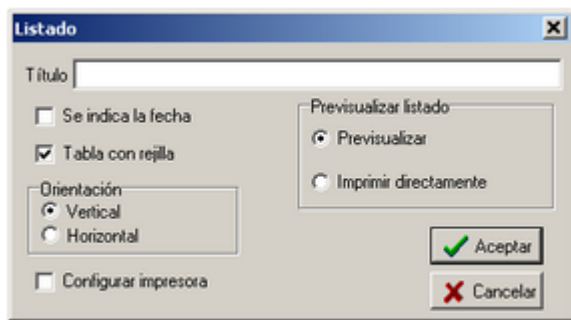 Listado
Título
Se indica la fecha
Tabla con rejilla
Orientación
Vertical
Horizontal
Configurar impresora
Previsualizar listado
Previsualizar
Imprimir directamente
Aceptar
Cancelar